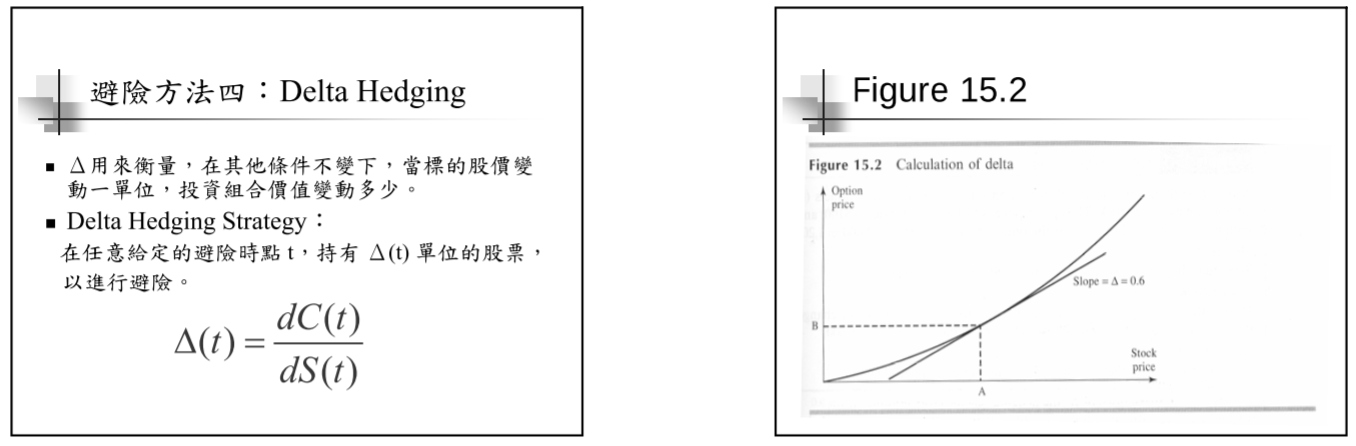 避險方法四：Delta Hedging
▪ Δ用來衡量，在其他條件不變下，當標的股價變
動一單位，投資組合價值變動多少。
▪ Delta Hedging Strategy：
在任意給定的避險時點 t，持有 Δ(t) 單位的股票，
以進行避險。
Δ(t) = dC(t)/dS(t)
Figure 15.2
Figure 15.2 Calculation of delta
Option
price
Slope = Δ = 0.6
B
Stock
price
A